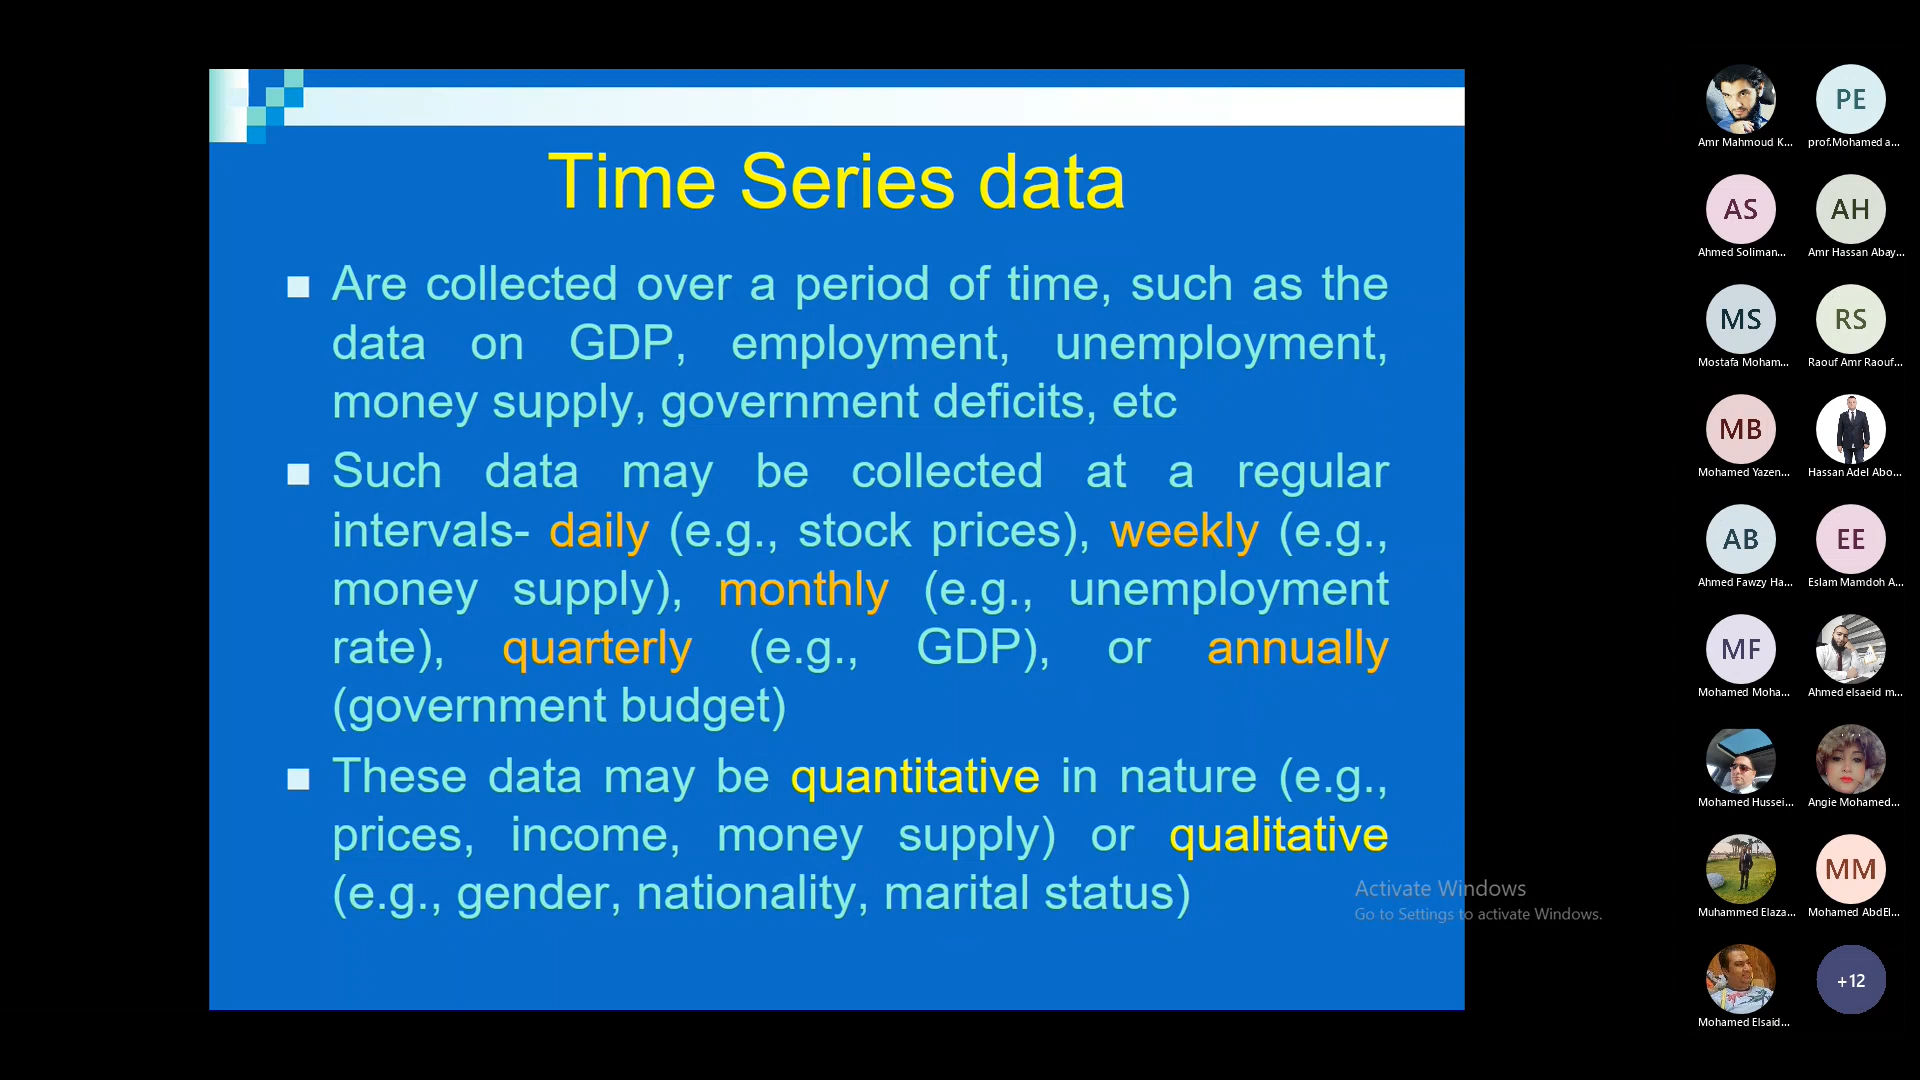 Time Series data
Are collected over a period of time, such as the
data on GDP, employment, unemployment,
money supply, government deficits, etc
Such data may be collected at a regular
intervals- daily (e.g., stock prices), weekly (e.g.,
money supply), monthly (e.g., unemployment
rate), quarterly (e.g., GDP), or annually
(government budget)
These data may be quantitative in nature (e.g.,
prices, income, money supply) or qualitative
(e.g., gender, nationality, marital status)
Activate Windows
Go to Settings to activate Windows.
Amr Mahmoud K...
PE
prof.Mohamed a...
AS
Ahmed Soliman...
AH
Amr Hassan Abay...
MS
Mostafa Moham...
RS
Raouf Amr Raouf...
MB
Mohamed Yazen...
Hassan Adel Abo...
AB
Ahmed Fawzy Ha...
EE
Eslam Mamdoh A...
MF
Mohamed Moha...
Ahmed elsaeid m...
Mohamed Hussei...
Angie Mohamed...
Muhammed Elaza...
MM
Mohamed AbdEl...
Mohamed Elsaid...
+12